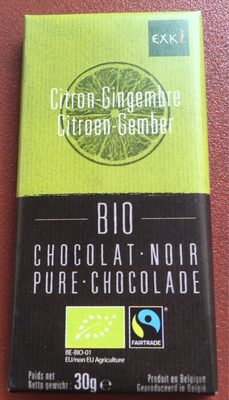 EXKi
Citron-Gingembre
Citroen-Gember
BIO
CHOCOLAT·NOIR
PURE·CHOCOLADE
BE-BIO-01
EU/non EU Agriculture
FAIRTRADE
Poids net
Netto gewicht : 30g e
Produit en Belgique
Geproduceerd in België